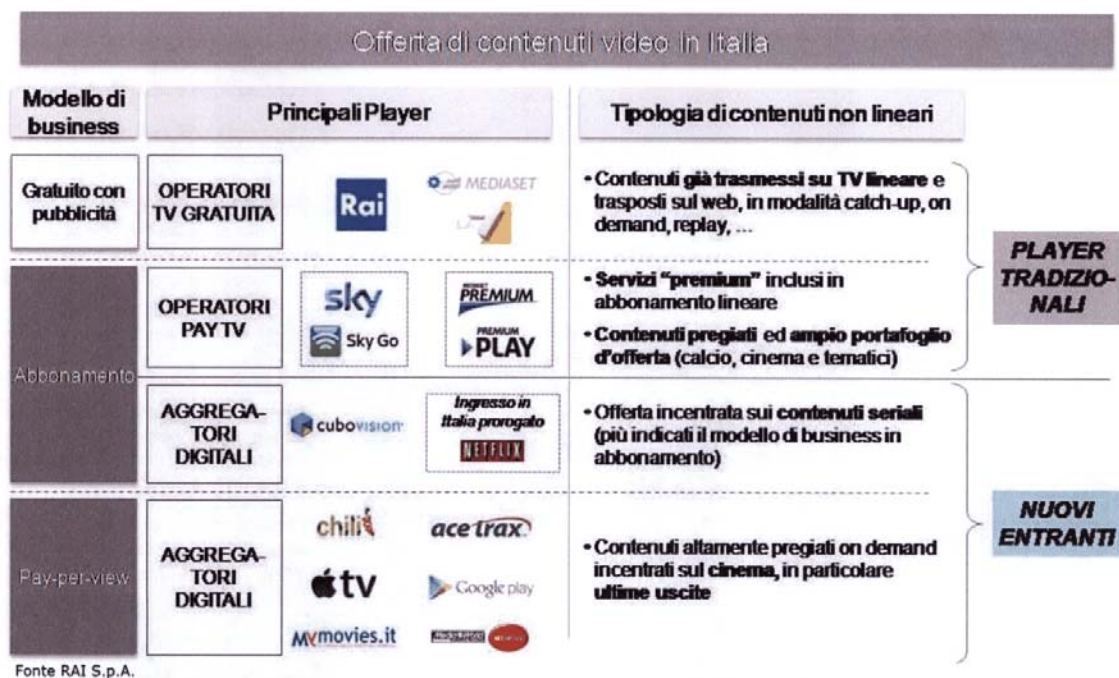 Offerta di contenuti video in Italia
Modello di
business
Principali Player
Tipologia di contenuti non lineari
Gratuito con
pubblicità
OPERATORI
TV GRATUITA
Rai
MEDIASET
• Contenuti già trasmessi su TV lineare e
trasposti sul web, in modalità catch-up, on
demand, replay, ...
PLAYER
TRADIZIO-
NALI
Abbonamento
OPERATORI
PAY TV
sky
Sky Go
PREMIUM
PREMIUM
PLAY
• Servizi “premium” inclusi in
abbonamento lineare
• Contenuti pregiati ed ampio portafoglio
d'offerta (calcio, cinema e tematici)
AGGREGA-
TORI
DIGITALI
cubovision
Ingresso in
Italia prorogato
NETFLIX
• Offerta incentrata sui contenuti seriali
(più indicati il modello di business in
abbonamento)
NUOVI
ENTRANTI
Pay-per-view
AGGREGA-
TORI
DIGITALI
chili
acetrax
tv
Google play
MYmovies.it
• Contenuti altamente pregiati on demand
incentrati sul cinema, in particolare
ultime uscite
Fonte RAI S.p.A.